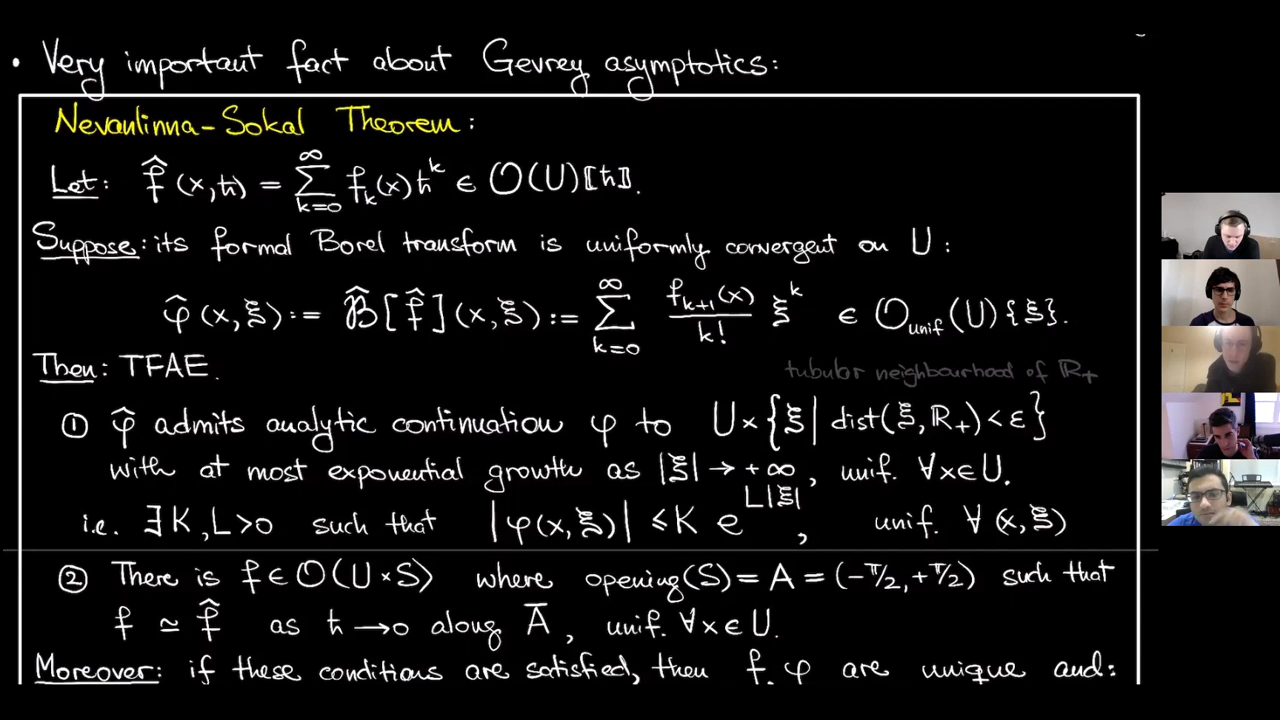 • Very important fact about Gevrey asymptotics:
Nevanlinna-Sokal Theorem:
Let: f̂(x,ħ) = ∑_{k=0}^{∞} f_k(x) ħ^k ∈ O(U)⟦ħ⟧.
Suppose: its formal Borel transform is uniformly convergent on U:
φ̂(x,ξ) := B̂[f̂](x,ξ) := ∑_{k=0}^{∞} f_{k+1}(x)/k! ξ^k ∈ O_unif(U){ξ}.
Then: TFAE.
tubular neighbourhood of ℝ₊
① φ̂ admits analytic continuation φ to U × {ξ | dist(ξ, ℝ₊) < ε}
with at most exponential growth as |ξ| → +∞, unif. ∀x∈U.
i.e. ∃ K, L > 0 such that |φ(x,ξ)| ≤ K e^{L|ξ|}, unif. ∀(x,ξ)
② There is f ∈ O(U×S) where opening(S) = A = (-π/2, +π/2) such that
f ≃ f̂ as ħ → 0 along Ā, unif. ∀x∈U.
Moreover: if these conditions are satisfied, then f, φ are unique and: